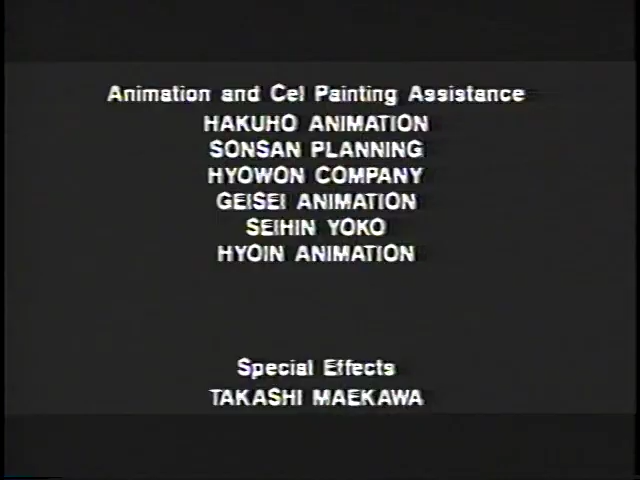 Animation and Cel Painting Assistance
HAKUHO ANIMATION
SONSAN PLANNING
HYOWON COMPANY
GEISEI ANIMATION
SEIHIN YOKO
HYOIN ANIMATION
Special Effects
TAKASHI MAEKAWA